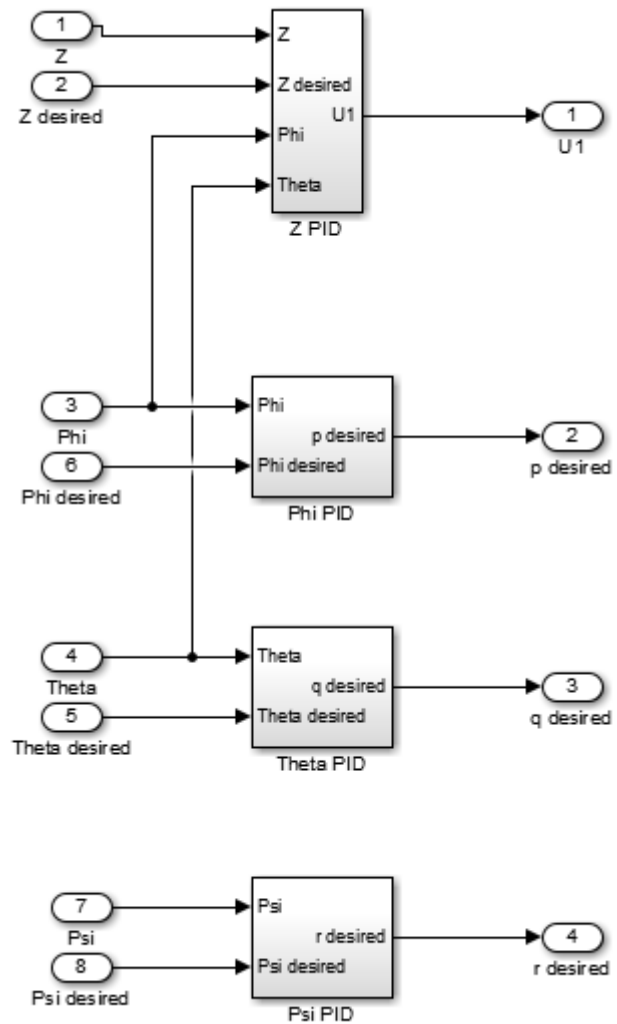 1
Z
2
Z desired
Z
Z desired
U1
Phi
Theta
Z PID
1
U1
3
Phi
6
Phi desired
Phi
p desired
Phi desired
Phi PID
2
p desired
4
Theta
5
Theta desired
Theta
q desired
Theta desired
Theta PID
3
q desired
7
Psi
8
Psi desired
Psi
r desired
Psi desired
Psi PID
4
r desired